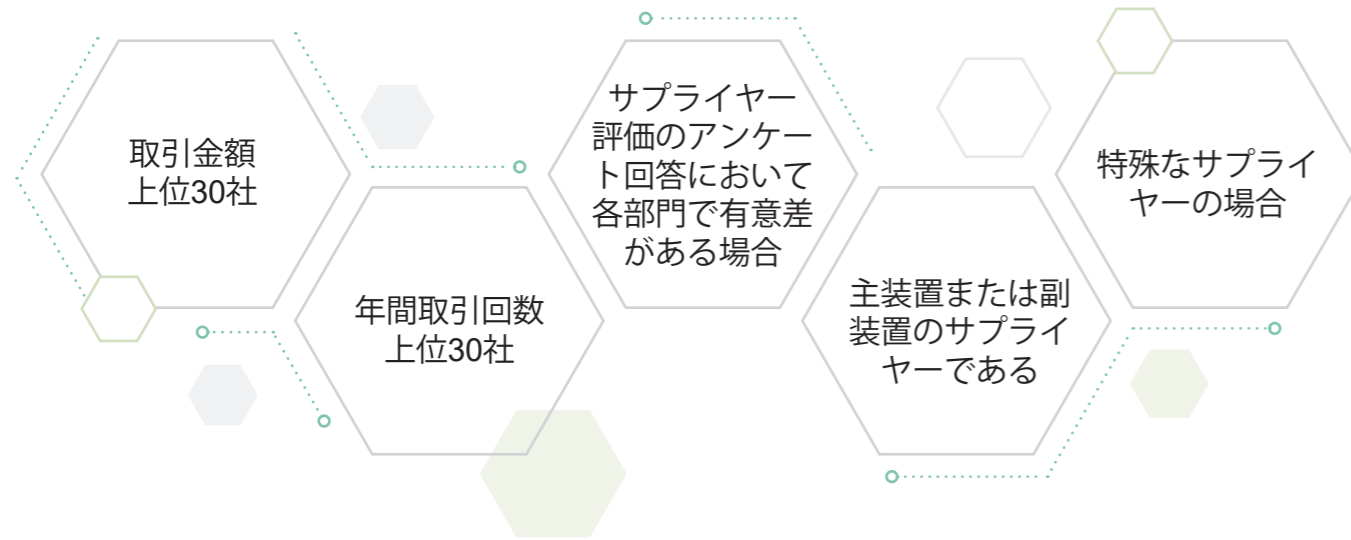 取引金額
上位30社
年間取引回数
上位30社
サプライヤー
評価のアンケー
ト回答において
各部門で有意差
がある場合
主装置または副
装置のサプライ
ヤーである
特殊なサプライ
ヤーの場合